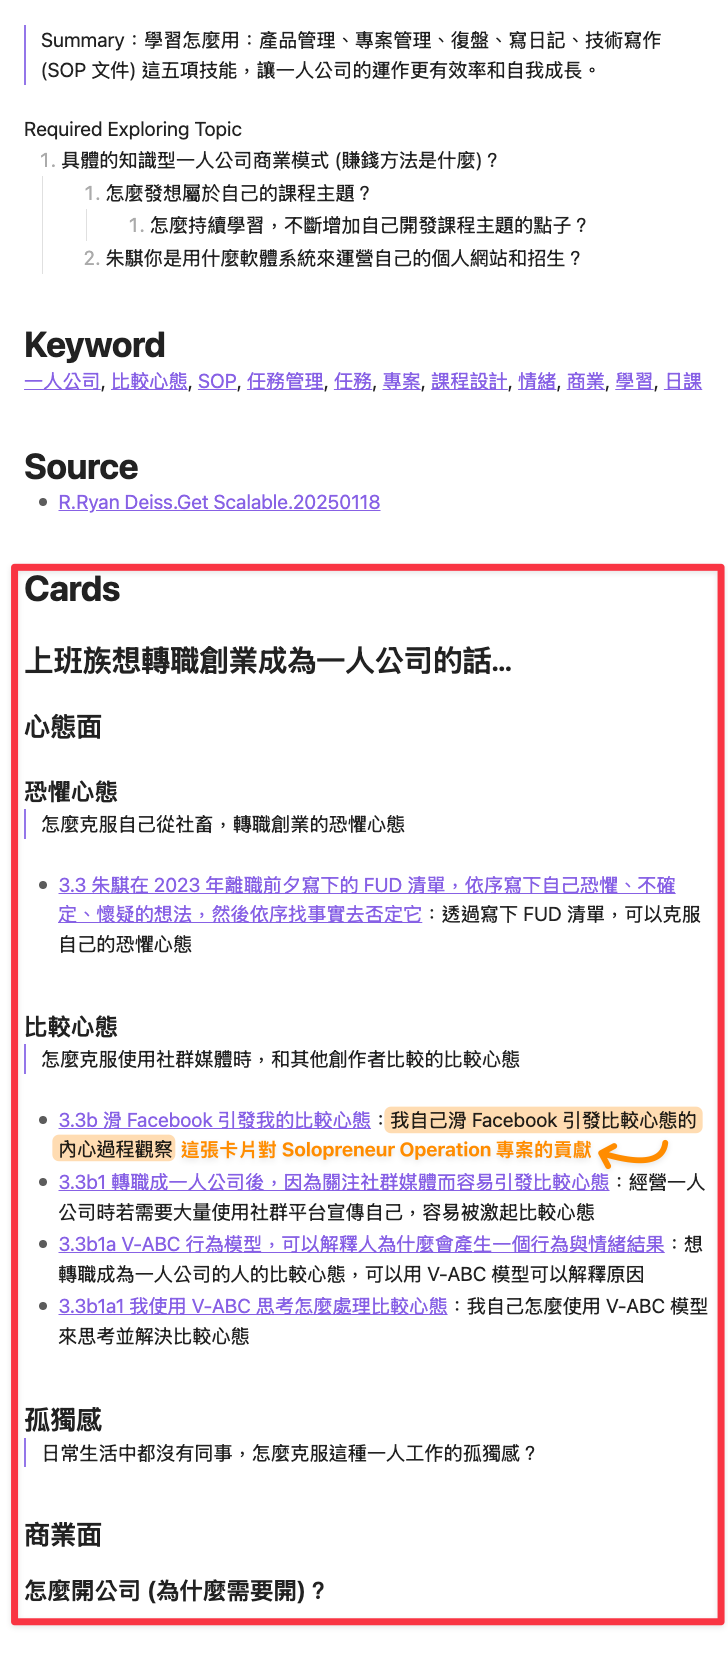 Summary：學習怎麼用：產品管理、專案管理、復盤、寫日記、技術寫作
(SOP 文件) 這五項技能，讓一人公司的運作更有效率和自我成長。
Required Exploring Topic
1. 具體的知識型一人公司商業模式 (賺錢方法是什麼)？
1. 怎麼發想屬於自己的課程主題？
1. 怎麼持續學習，不斷增加自己開發課程主題的點子？
2. 朱騏你是用什麼軟體系統來運營自己的個人網站和招生？
Keyword
一人公司, 比較心態, SOP, 任務管理, 任務, 專案, 課程設計, 情緒, 商業, 學習, 日課
Source
R.Ryan Deiss.Get Scalable.20250118
Cards
上班族想轉職創業成為一人公司的話...
心態面
恐懼心態
怎麼克服自己從社畜，轉職創業的恐懼心態
3.3 朱騏在 2023 年離職前夕寫下的 FUD 清單，依序寫下自己恐懼、不確
定、懷疑的想法，然後依序找事實去否定它：透過寫下 FUD 清單，可以克服
自己的恐懼心態
比較心態
怎麼克服使用社群媒體時，和其他創作者比較的比較心態
3.3b 滑 Facebook 引發我的比較心態：我自己滑 Facebook 引發比較心態的
內心過程觀察 這張卡片對 Solopreneur Operation 專案的貢獻
3.3b1 轉職成一人公司後，因為關注社群媒體而容易引發比較心態：經營一人
公司時若需要大量使用社群平台宣傳自己，容易被激起比較心態
3.3b1a V-ABC 行為模型，可以解釋人為什麼會產生一個行為與情緒結果：想
轉職成為一人公司的人的比較心態，可以用 V-ABC 模型可以解釋原因
3.3b1a1 我使用 V-ABC 思考怎麼處理比較心態：我自己怎麼使用 V-ABC 模型
來思考並解決比較心態
孤獨感
日常生活中都沒有同事，怎麼克服這種一人工作的孤獨感？
商業面
怎麼開公司 (為什麼需要開)？